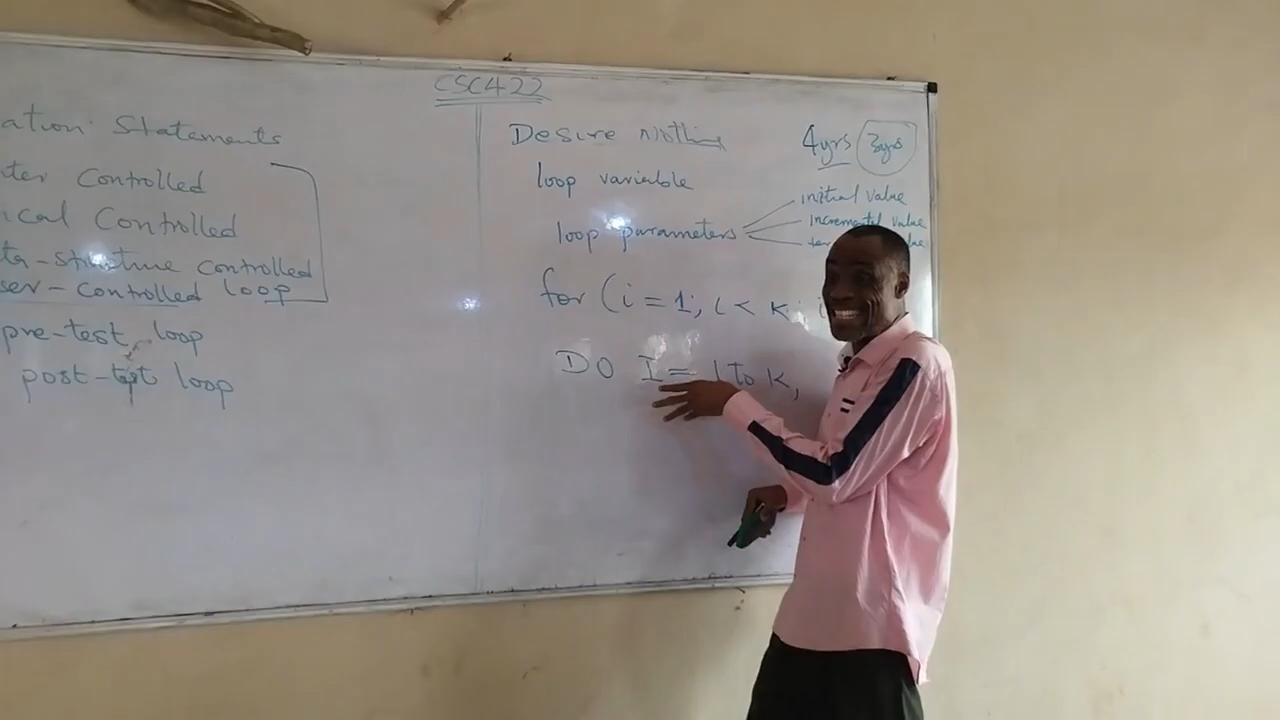 CSC422
ation Statements
ter Controlled
ical Controlled
ta-structure controlled
ser-controlled loop
pre-test loop
post-test loop
Desire nothing
4yrs 3yrs
loop variable
loop parameters
initial value
incremental value
for (i = 1; i < k; i
DO I = 1 to k,